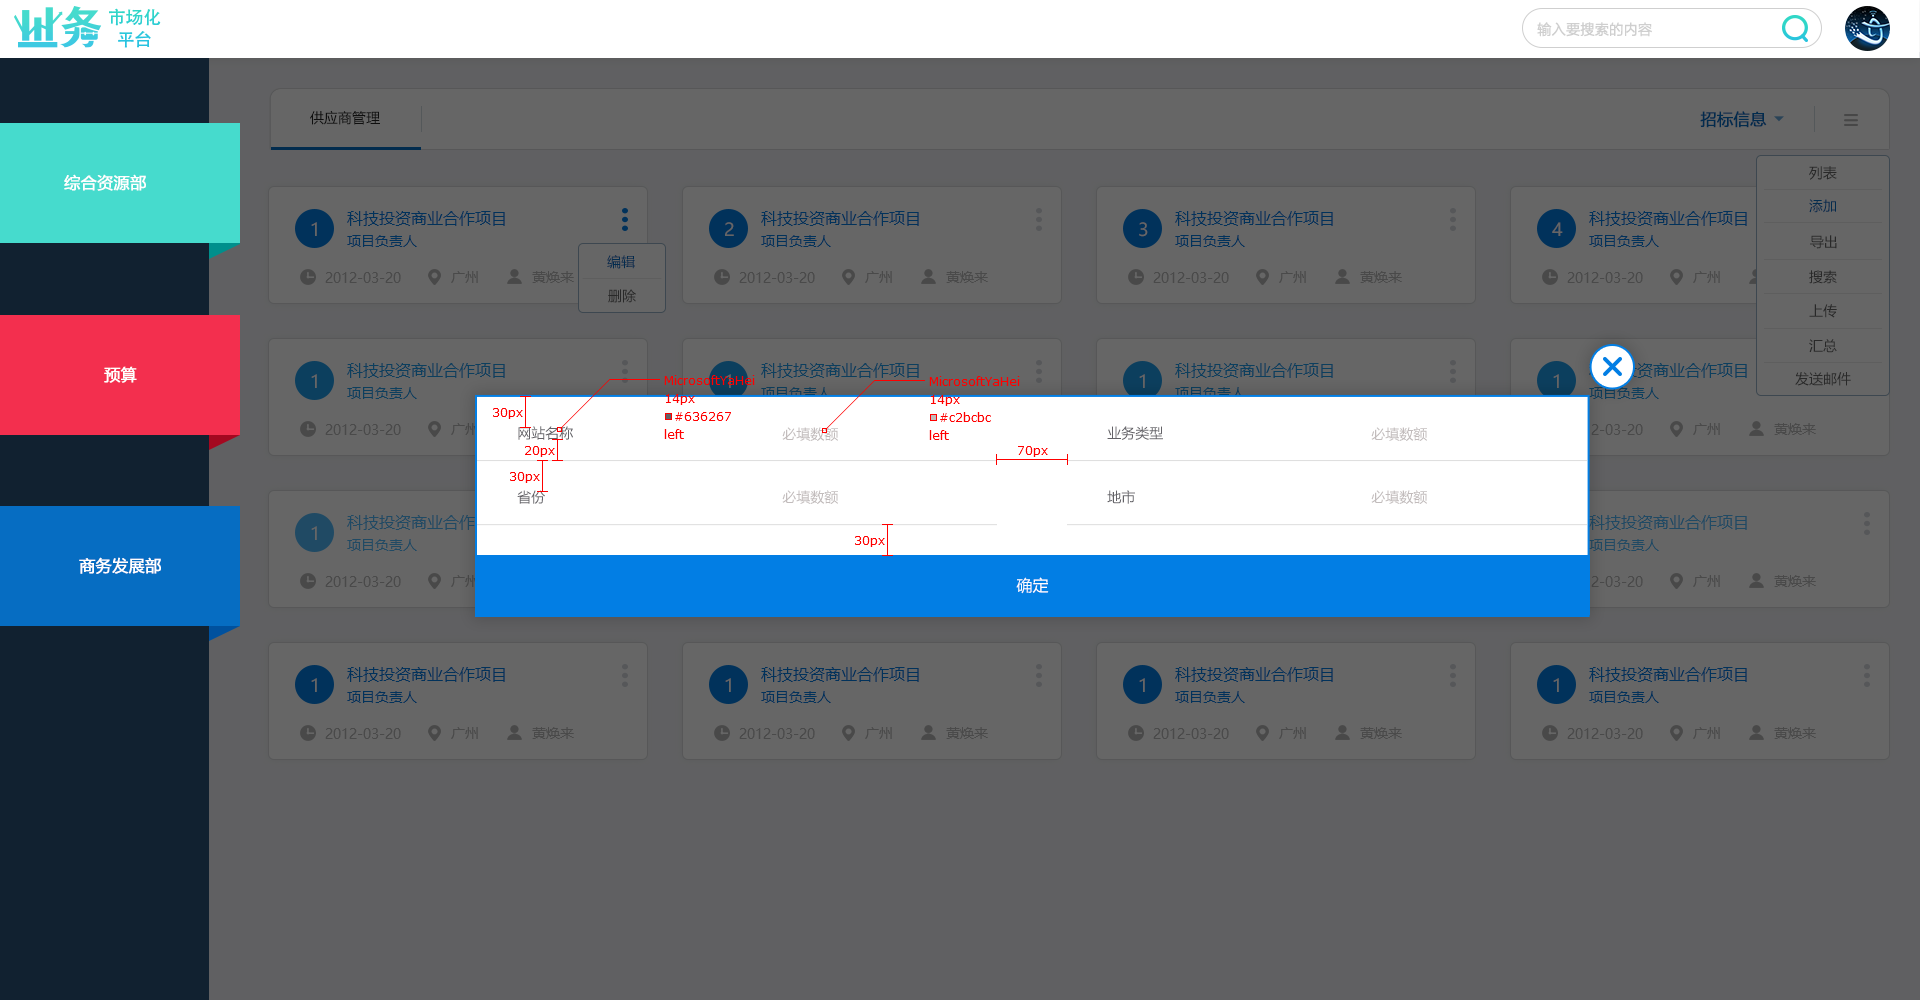 业务 市场化
平台
输入要搜索的内容
综合资源部
预算
商务发展部
供应商管理
招标信息
列表
添加
导出
搜索
上传
汇总
发送邮件
1
科技投资商业合作项目
项目负责人
2012-03-20 广州 黄焕来
编辑
删除
2
科技投资商业合作项目
项目负责人
2012-03-20 广州 黄焕来
3
科技投资商业合作项目
项目负责人
2012-03-20 广州 黄焕来
4
科技投资商业合作项目
项目负责人
2012-03-20 广州
1
科技投资商业合作项目
项目负责人
2012-03-20 广州
1
科技投资商业合作项目
项目负责人
1
科技投资商业合作项目
项目负责人
1
科技投资商业合作项目
项目负责人
2-03-20 广州 黄焕来
MicrosoftYaHei
14px
#636267
left
MicrosoftYaHei
14px
#c2bcbc
left
30px
网站名称 必填数额 业务类型 必填数额
20px
70px
30px
省份 必填数额 地市 必填数额
30px
确定
1
科技投资商业合作项目
项目负责人
2012-03-20 广州
科技投资商业合作项目
项目负责人
2-03-20 广州 黄焕来
1
科技投资商业合作项目
项目负责人
2012-03-20 广州 黄焕来
1
科技投资商业合作项目
项目负责人
2012-03-20 广州 黄焕来
1
科技投资商业合作项目
项目负责人
2012-03-20 广州 黄焕来
1
科技投资商业合作项目
项目负责人
2012-03-20 广州 黄焕来